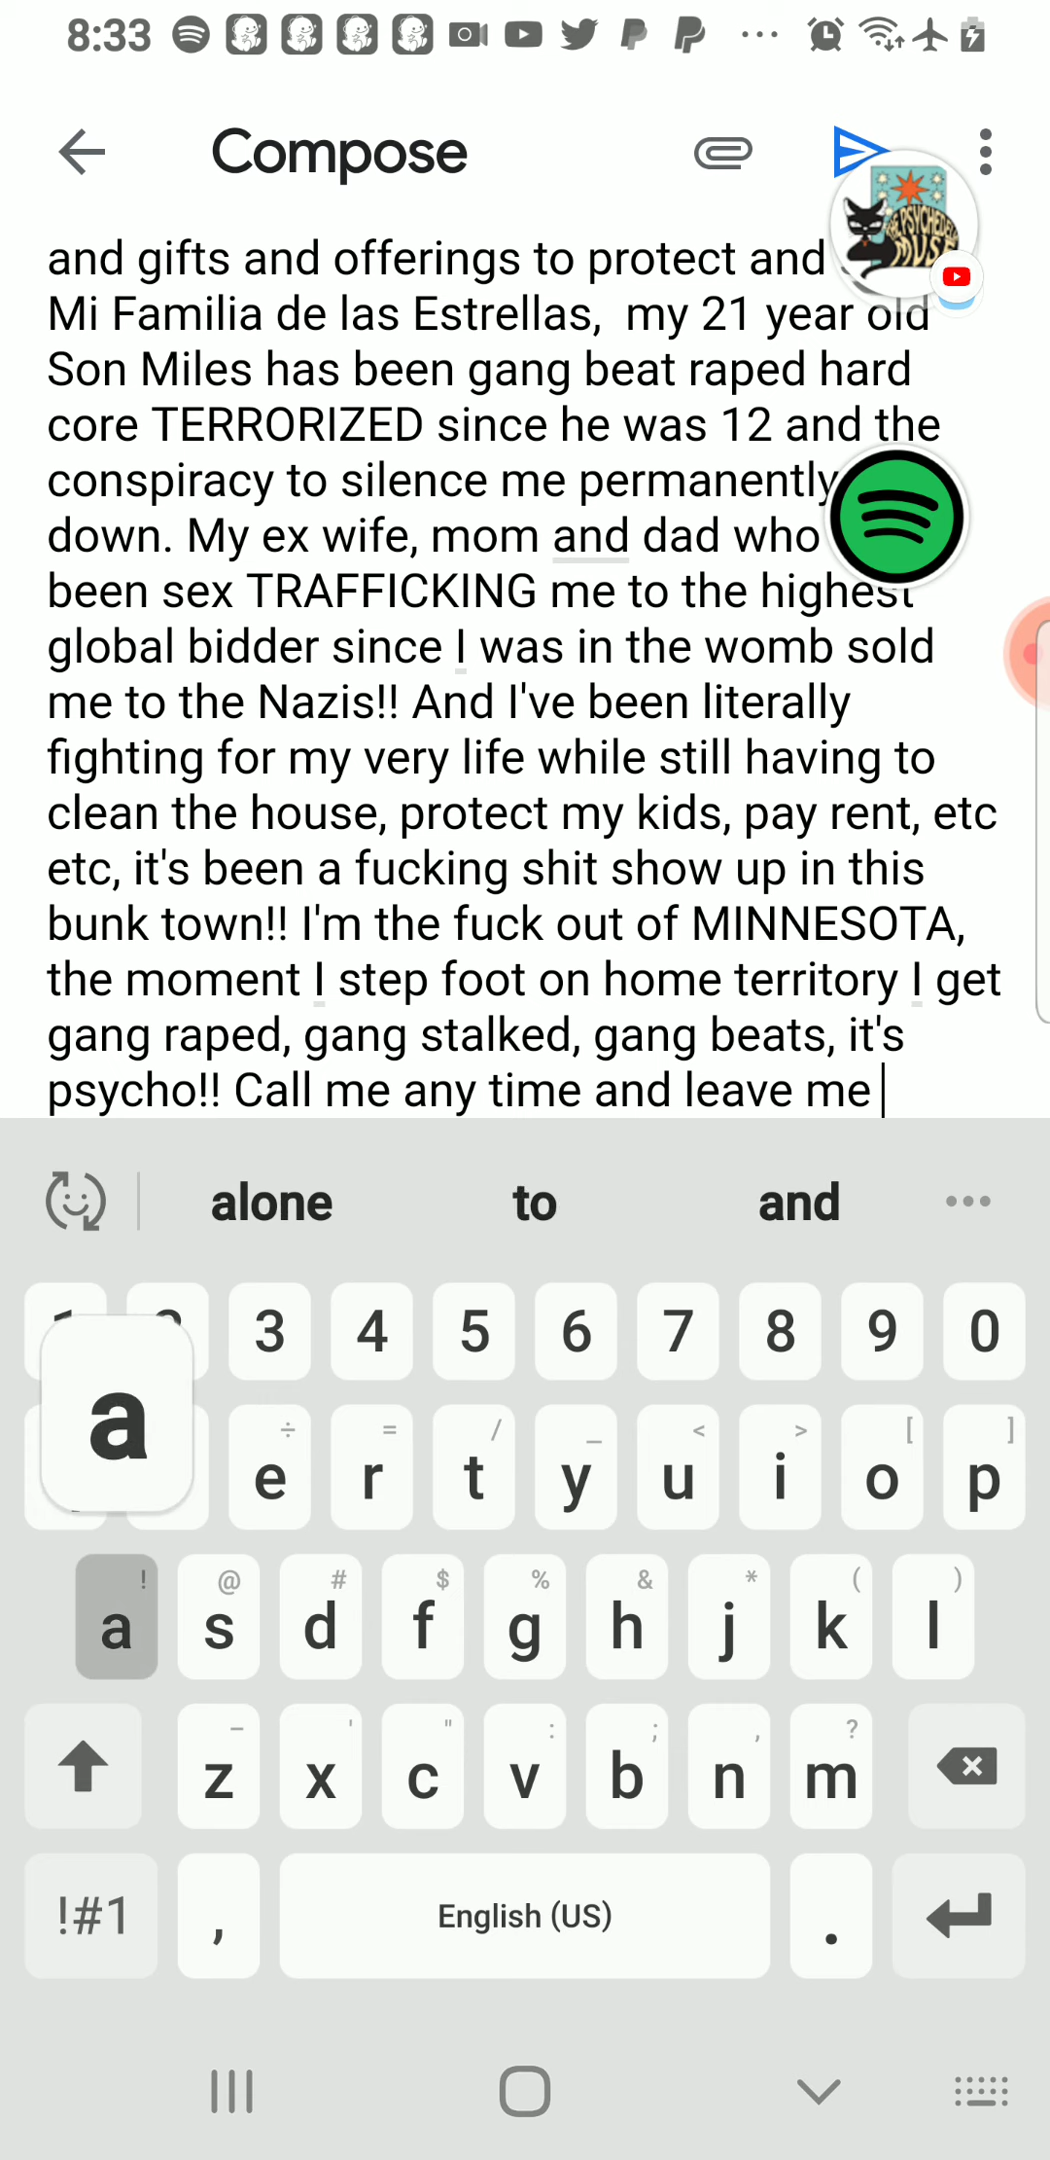 8:33
Compose
and gifts and offerings to protect and
Mi Familia de las Estrellas,  my 21 year old
Son Miles has been gang beat raped hard
core TERRORIZED since he was 12 and the
conspiracy to silence me permanently
down. My ex wife, mom and dad who
been sex TRAFFICKING me to the highest
global bidder since I was in the womb sold
me to the Nazis!! And I've been literally
fighting for my very life while still having to
clean the house, protect my kids, pay rent, etc
etc, it's been a fucking shit show up in this
bunk town!! I'm the fuck out of MINNESOTA,
the moment I step foot on home territory I get
gang raped, gang stalked, gang beats, it's
psycho!! Call me any time and leave me
alone to and
3 4 5 6 7 8 9 0
a
÷ = / _ < > [ ]
e r t y u i o p
! @ # $ % & * ( )
a s d f g h j k l
– ' " : ; , ?
z x c v b n m
!#1 , English (US) .